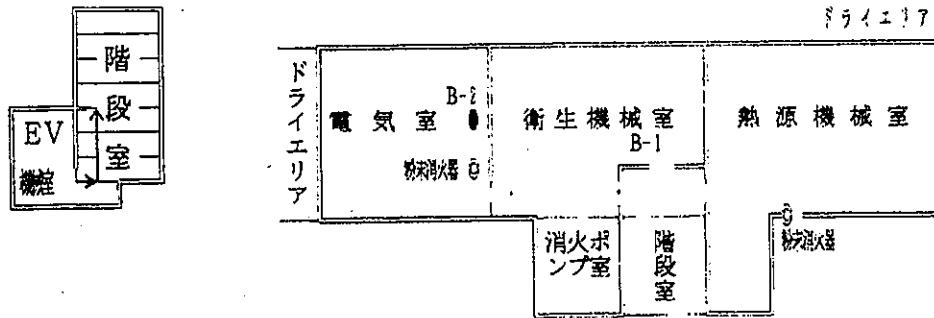 階
段
室
EV
機室
ドライエリア
ドライエリア
電気室
B-2
粉末消火器
衛生機械室
B-1
熱源機械室
消火ポ
ンプ室
階段室
粉末消火器